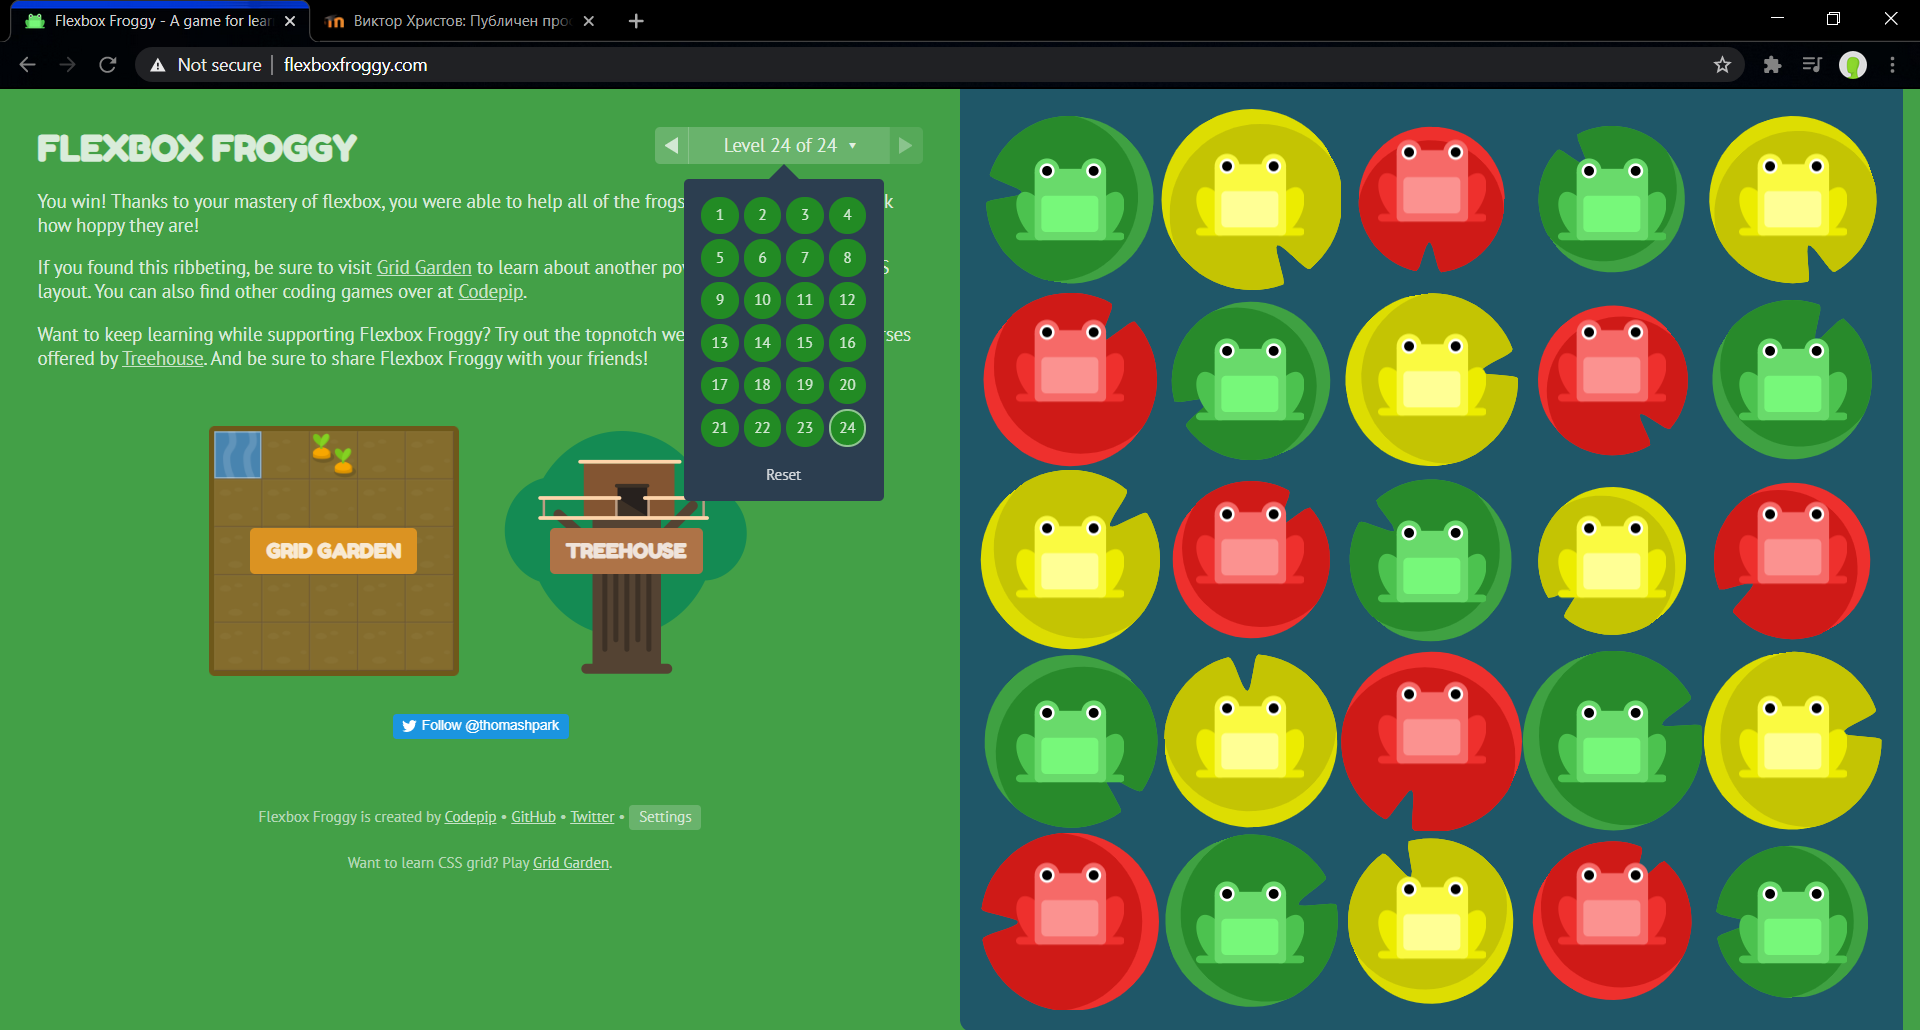 Flexbox Froggy - A game for lear
Виктор Христов: Публичен про
Not secure
flexboxfroggy.com
FLEXBOX FROGGY
Level 24 of 24
You win! Thanks to your mastery of flexbox, you were able to help all of the frogs
how hoppy they are!
If you found this ribbeting, be sure to visit Grid Garden to learn about another
layout. You can also find other coding games over at Codepip.
Want to keep learning while supporting Flexbox Froggy? Try out the topnotch
offered by Treehouse. And be sure to share Flexbox Froggy with your friends!
1 2 3 4
5 6 7 8
9 10 11 12
13 14 15 16
17 18 19 20
21 22 23 24
Reset
GRID GARDEN
TREEHOUSE
Follow @thomashpark
Flexbox Froggy is created by Codepip • GitHub • Twitter • Settings
Want to learn CSS grid? Play Grid Garden.